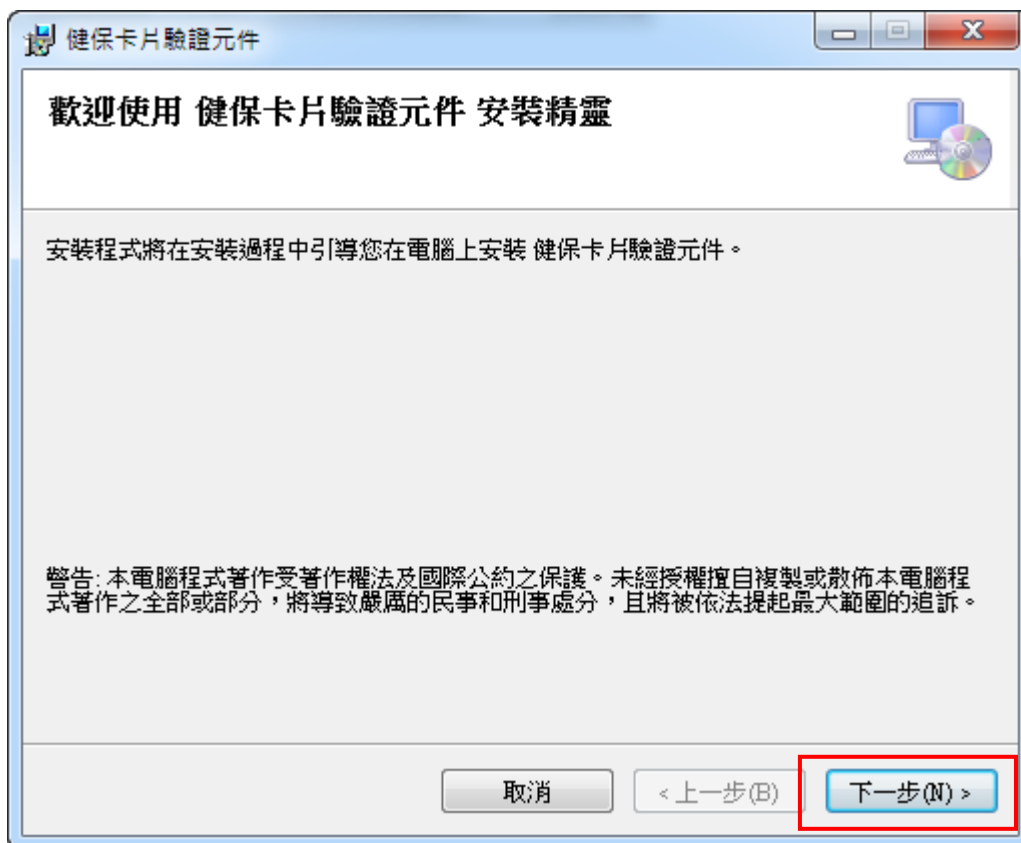 健保卡片驗證元件
歡迎使用 健保卡片驗證元件 安裝精靈
安裝程式將在安裝過程中引導您在電腦上安裝 健保卡片驗證元件。
警告: 本電腦程式著作受著作權法及國際公約之保護。未經授權擅自複製或散佈本電腦程
式著作之全部或部分，將導致嚴厲的民事和刑事處分，且將被依法提起最大範圍的追訴。
取消
<上一步(B)
下一步(N) >